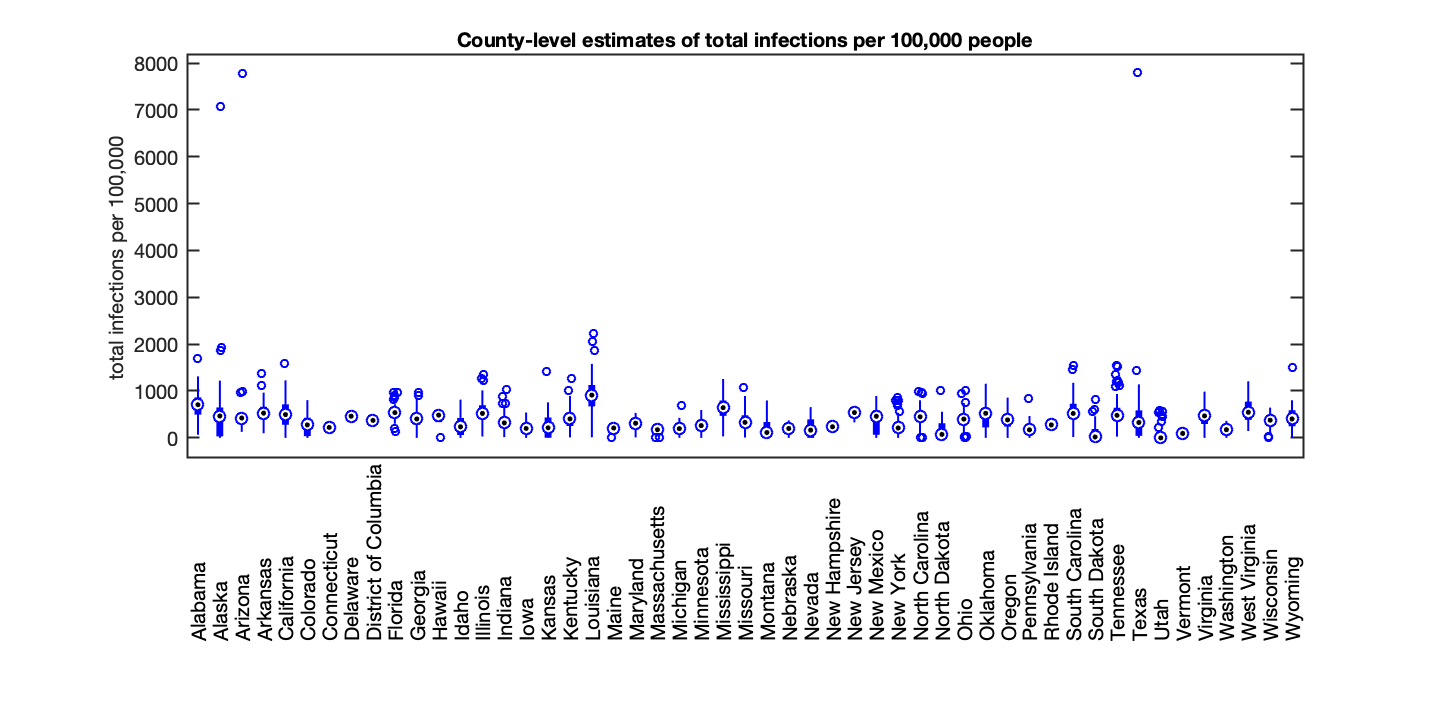 County-level estimates of total infections per 100,000 people
total infections per 100,000
8000
7000
6000
5000
4000
3000
2000
1000
0
Alabama
Alaska
Arizona
Arkansas
California
Colorado
Connecticut
Delaware
District of Columbia
Florida
Georgia
Hawaii
Idaho
Illinois
Indiana
Iowa
Kansas
Kentucky
Louisiana
Maine
Maryland
Massachusetts
Michigan
Minnesota
Mississippi
Missouri
Montana
Nebraska
Nevada
New Hampshire
New Jersey
New Mexico
New York
North Carolina
North Dakota
Ohio
Oklahoma
Oregon
Pennsylvania
Rhode Island
South Carolina
South Dakota
Tennessee
Texas
Utah
Vermont
Virginia
Washington
West Virginia
Wisconsin
Wyoming